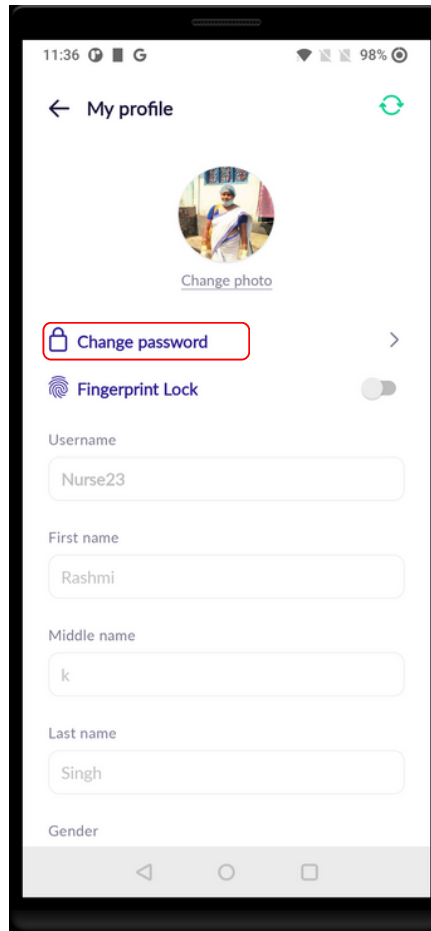 11:36 G 98%
My profile
Change photo
Change password
Fingerprint Lock
Username
Nurse23
First name
Rashmi
Middle name
k
Last name
Singh
Gender